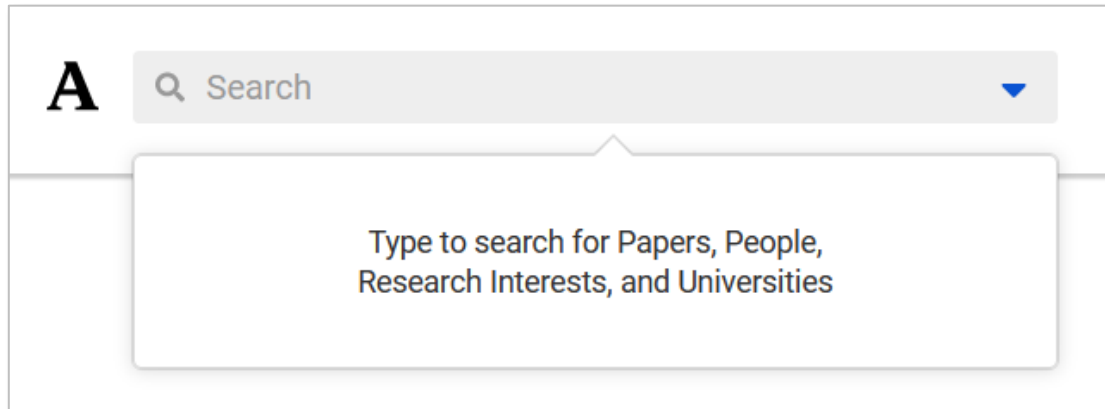 A
Search
Type to search for Papers, People,
Research Interests, and Universities